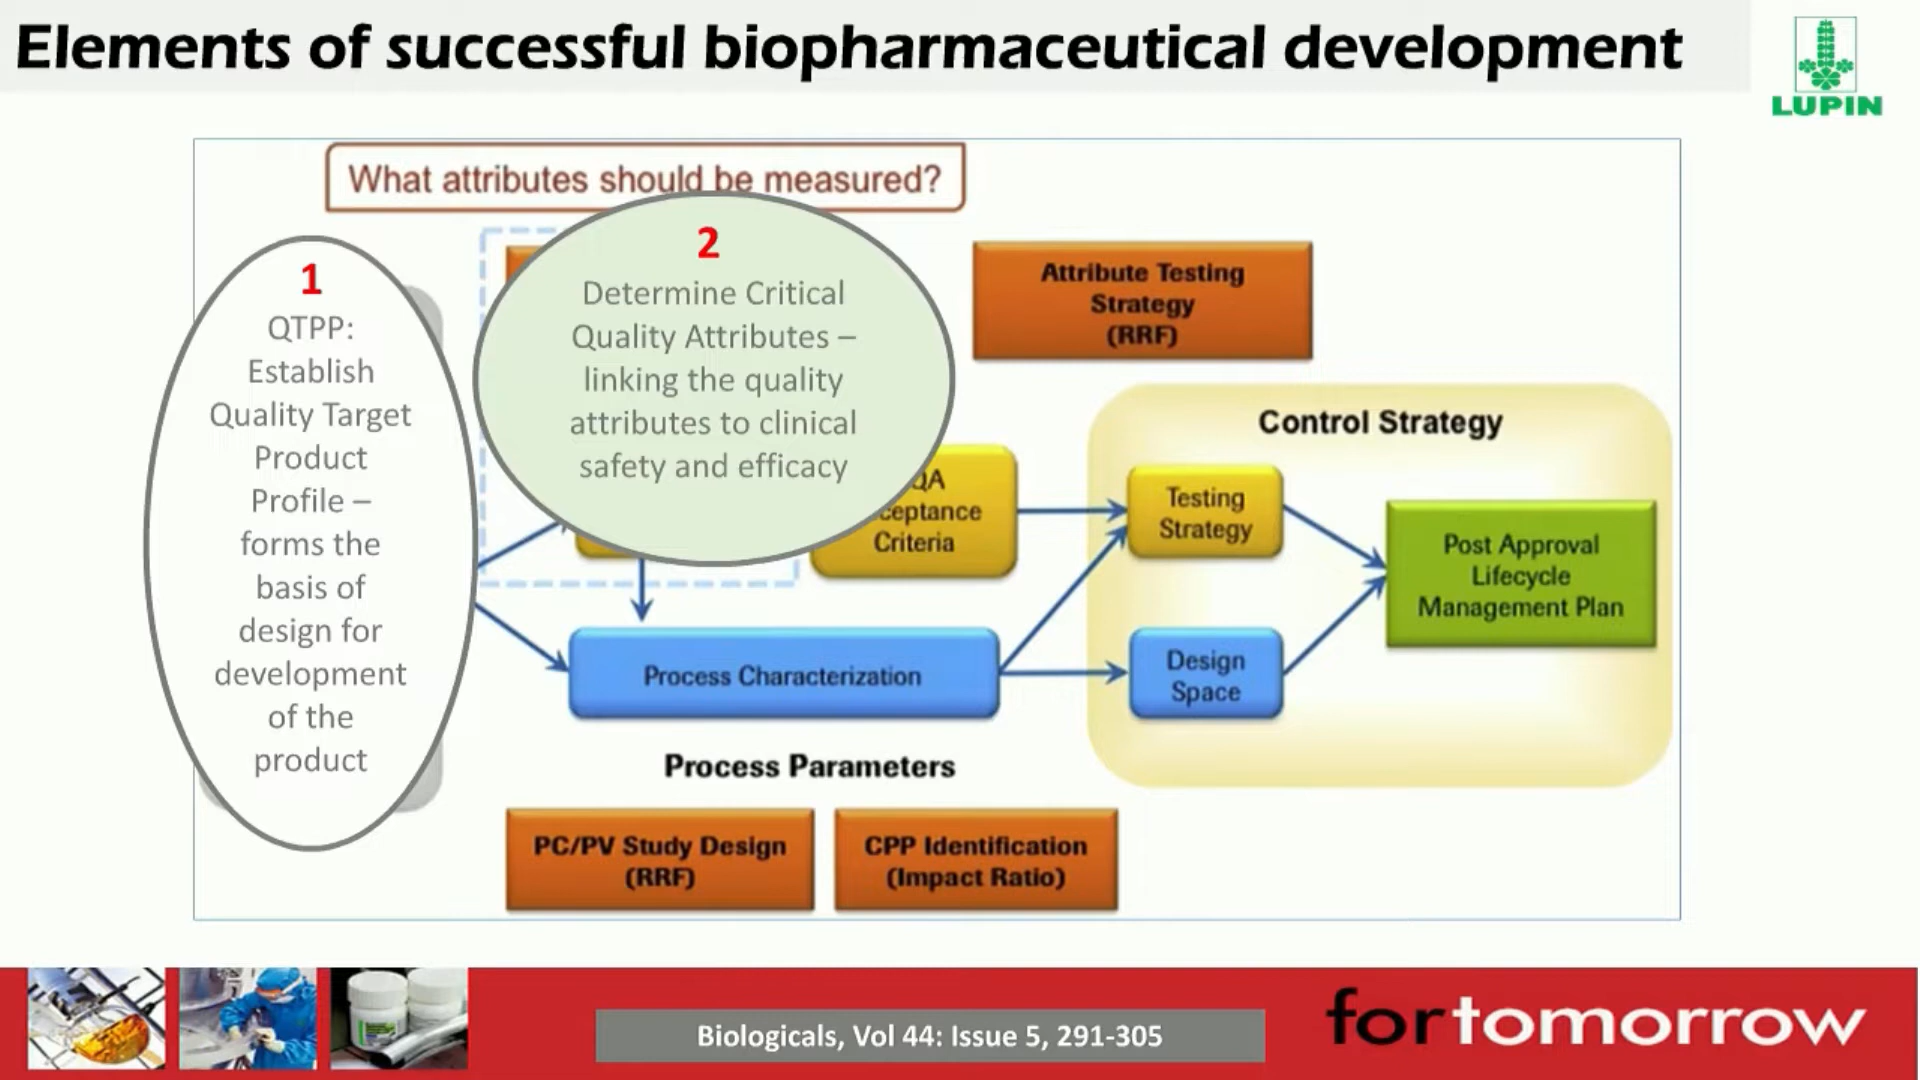 Elements of successful biopharmaceutical development
LUPIN
What attributes should be measured?
1
QTPP:
Establish
Quality Target
Product
Profile –
forms the
basis of
design for
development
of the
product
2
Determine Critical
Quality Attributes –
linking the quality
attributes to clinical
safety and efficacy
Attribute Testing
Strategy
(RRF)
QA
ceptance
Criteria
Control Strategy
Testing
Strategy
Post Approval
Lifecycle
Management Plan
Process Characterization
Design
Space
Process Parameters
PC/PV Study Design
(RRF)
CPP Identification
(Impact Ratio)
Biologicals, Vol 44: Issue 5, 291-305
fortomorrow